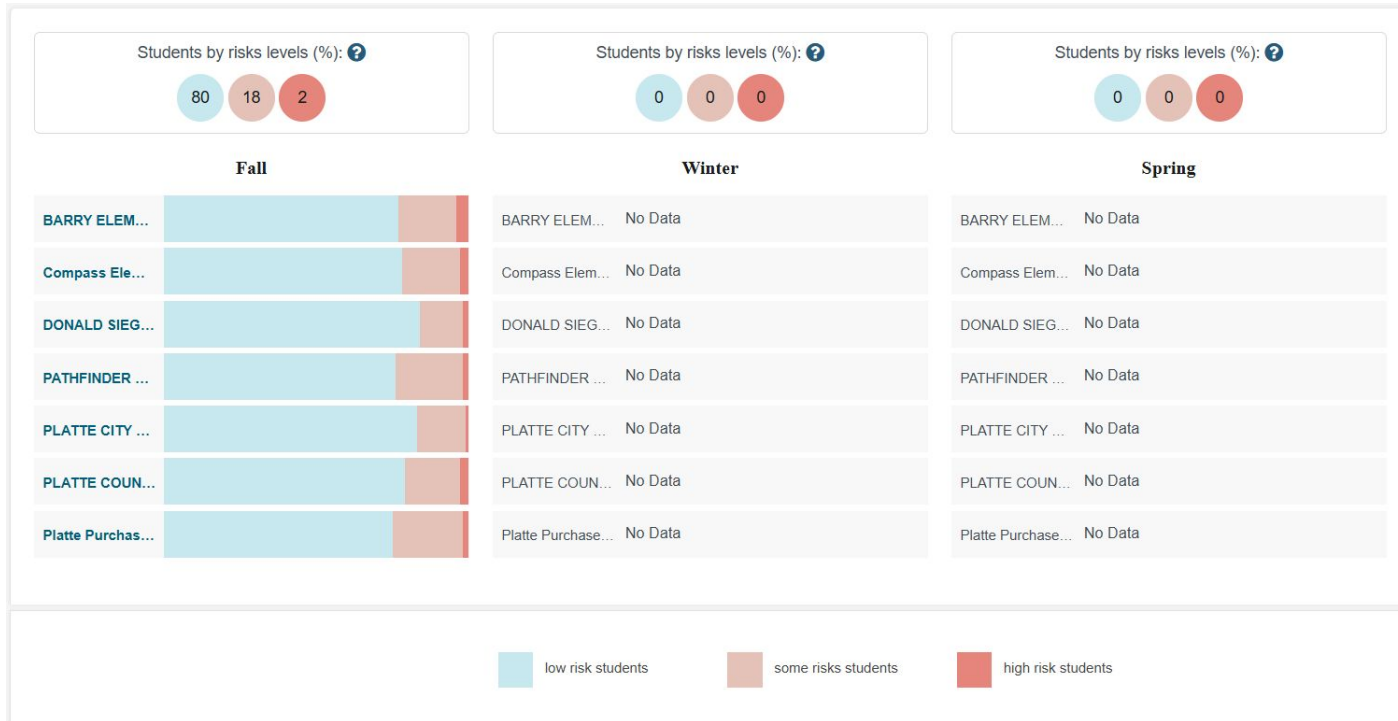 Students by risks levels (%): ?
80 18 2
Students by risks levels (%): ?
0 0 0
Students by risks levels (%): ?
0 0 0
Fall
BARRY ELEM...
Compass Ele...
DONALD SIEG...
PATHFINDER ...
PLATTE CITY ...
PLATTE COUN...
Platte Purchas...
Winter
BARRY ELEM... No Data
Compass Elem... No Data
DONALD SIEG... No Data
PATHFINDER ... No Data
PLATTE CITY ... No Data
PLATTE COUN... No Data
Platte Purchase... No Data
Spring
BARRY ELEM... No Data
Compass Elem... No Data
DONALD SIEG... No Data
PATHFINDER ... No Data
PLATTE CITY ... No Data
PLATTE COUN... No Data
Platte Purchase... No Data
low risk students
some risks students
high risk students